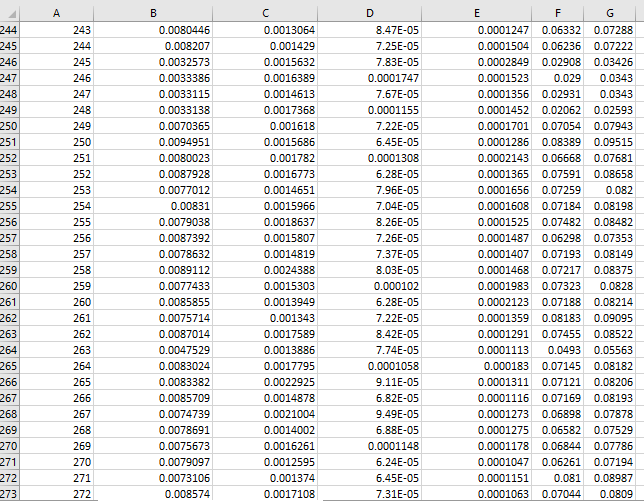 A B C D E F G
244 243 0.0080446 0.0013064 8.47E-05 0.0001247 0.06332 0.07288
245 244 0.008207 0.001429 7.25E-05 0.0001504 0.06236 0.07222
246 245 0.0032573 0.0015632 7.83E-05 0.0002849 0.02908 0.03426
247 246 0.0033386 0.0016389 0.0001747 0.0001523 0.029 0.0343
248 247 0.0033115 0.0014613 7.67E-05 0.0001356 0.02931 0.0343
249 248 0.0033138 0.0017368 0.0001155 0.0001452 0.02062 0.02593
250 249 0.0070365 0.001618 7.22E-05 0.0001701 0.07054 0.07943
251 250 0.0094951 0.0015686 6.45E-05 0.0001286 0.08389 0.09515
252 251 0.0080023 0.001782 0.0001308 0.0002143 0.06668 0.07681
253 252 0.0087928 0.0016773 6.28E-05 0.0001365 0.07591 0.08658
254 253 0.0077012 0.0014651 7.96E-05 0.0001656 0.07259 0.082
255 254 0.00831 0.0015966 7.04E-05 0.0001608 0.07184 0.08198
256 255 0.0079038 0.0018637 8.26E-05 0.0001525 0.07482 0.08482
257 256 0.0087392 0.0015807 7.26E-05 0.0001487 0.06298 0.07353
258 257 0.0078632 0.0014819 7.37E-05 0.0001407 0.07193 0.08149
259 258 0.0089112 0.0024388 8.03E-05 0.0001468 0.07217 0.08375
260 259 0.0077433 0.0015303 0.000102 0.0001983 0.07323 0.0828
261 260 0.0085855 0.0013949 6.28E-05 0.0002123 0.07188 0.08214
262 261 0.0075714 0.001343 7.22E-05 0.0001359 0.08183 0.09095
263 262 0.0087014 0.0017589 8.42E-05 0.0001291 0.07455 0.08522
264 263 0.0047529 0.0013886 7.74E-05 0.0001113 0.0493 0.05563
265 264 0.0083024 0.0017795 0.0001058 0.000183 0.07145 0.08182
266 265 0.0083382 0.0022925 9.11E-05 0.0001311 0.07121 0.08206
267 266 0.0085709 0.0014878 6.82E-05 0.0001116 0.07169 0.08193
268 267 0.0074739 0.0021004 9.49E-05 0.0001273 0.06898 0.07878
269 268 0.0078691 0.0014002 6.88E-05 0.0001275 0.06582 0.07529
270 269 0.0075673 0.0016261 0.0001148 0.0001178 0.06844 0.07786
271 270 0.0079097 0.0012595 6.24E-05 0.0001047 0.06261 0.07194
272 271 0.0073106 0.001374 6.45E-05 0.0001151 0.081 0.08987
273 272 0.008574 0.0017108 7.31E-05 0.0001063 0.07044 0.0809